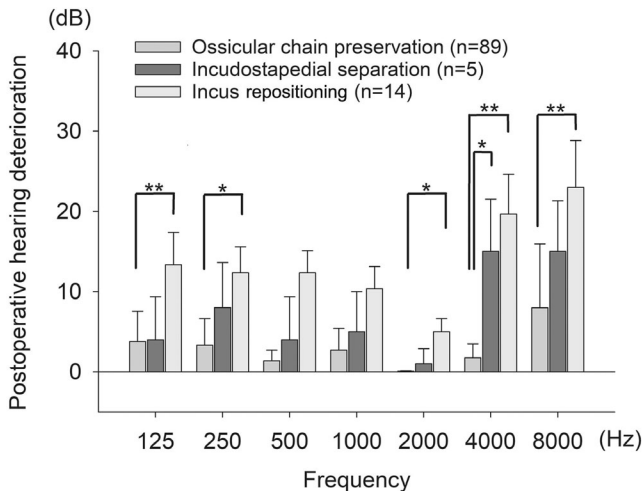 (dB)
40
30
20
10
0
Postoperative hearing deterioration
Ossicular chain preservation (n=89)
Incudostapedial separation (n=5)
Incus repositioning (n=14)
**
*
*
**
*
**
125 250 500 1000 2000 4000 8000 (Hz)
Frequency